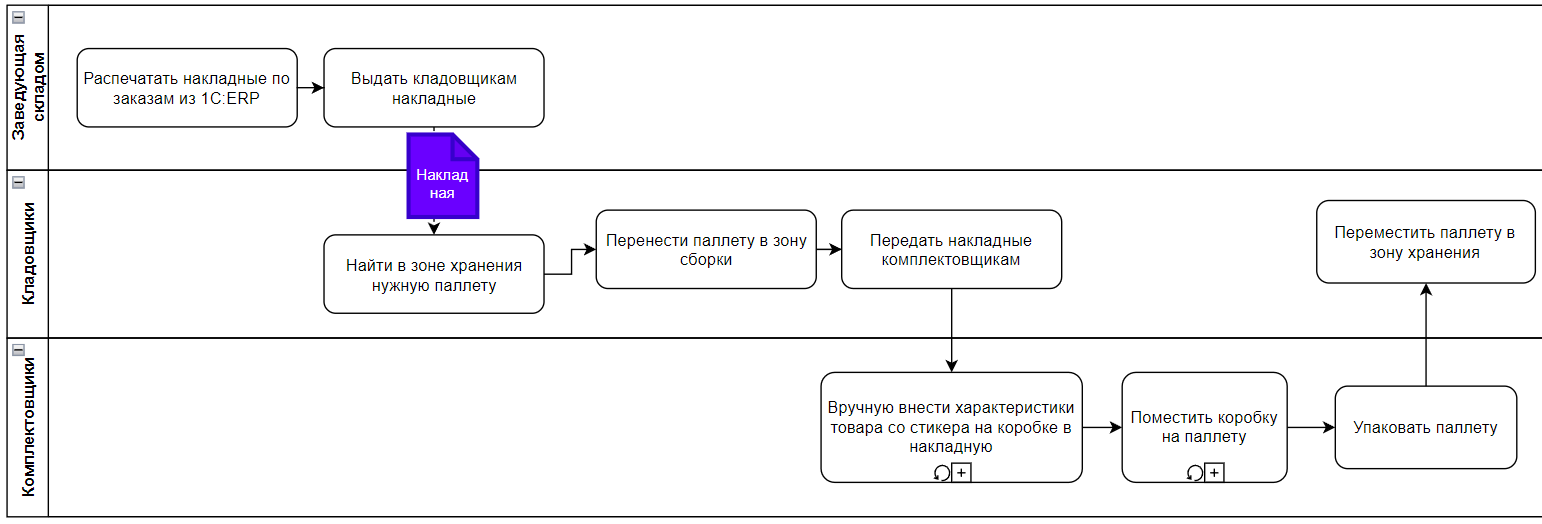 Заведующая
складом
Распечатать накладные по
заказам из 1С:ERP
Выдать кладовщикам
накладные
Наклад
ная
Кладовщики
Найти в зоне хранения
нужную паллету
Перенести паллету в зону
сборки
Передать накладные
комплектовщикам
Переместить паллету в
зону хранения
Комплектовщики
Вручную внести характеристики
товара со стикера на коробке в
накладную
Поместить коробку
на паллету
Упаковать паллету